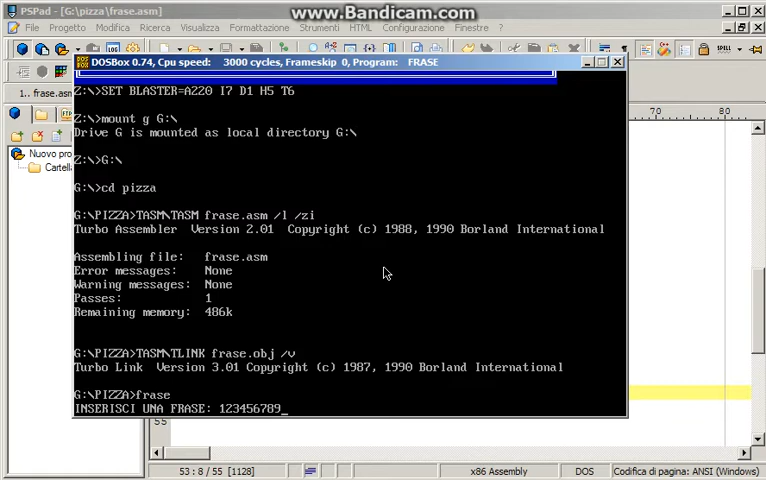 www.Bandicam.com
PSPad - [G:\pizza\frase.asm]
File Progetto Modifica Ricerca Visualizza Formattazione Strumenti HTML Configurazione Finestre ?
DOSBox 0.74, Cpu speed: 3000 cycles, Frameskip 0, Program: FRASE
1.. frase.asm
70 80
Nuovo pro
Cartella
Z:\>SET BLASTER=A220 I7 D1 H5 T6
Z:\>mount g G:\
Drive G is mounted as local directory G:\
Z:\>G:\
G:\>cd pizza
G:\PIZZA>TASM\TASM frase.asm /l /zi
Turbo Assembler Version 2.01 Copyright (c) 1988, 1990 Borland International
Assembling file: frase.asm
Error messages: None
Warning messages: None
Passes: 1
Remaining memory: 486k
G:\PIZZA>TASM\TLINK frase.obj /v
Turbo Link Version 3.01 Copyright (c) 1987, 1990 Borland International
G:\PIZZA>frase
INSERISCI UNA FRASE: 123456789_
55
53 : 8 / 55 [1128]
x86 Assembly
DOS
Codifica di pagina: ANSI (Windows)